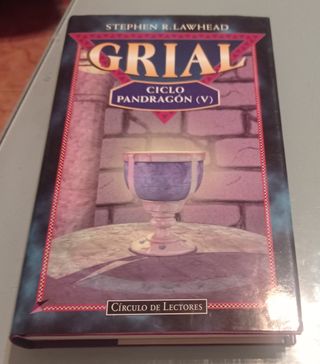 STEPHEN R. LAWHEAD
GRIAL
CICLO
PANDRAGÓN (V)
CÍRCULO DE LECTORES